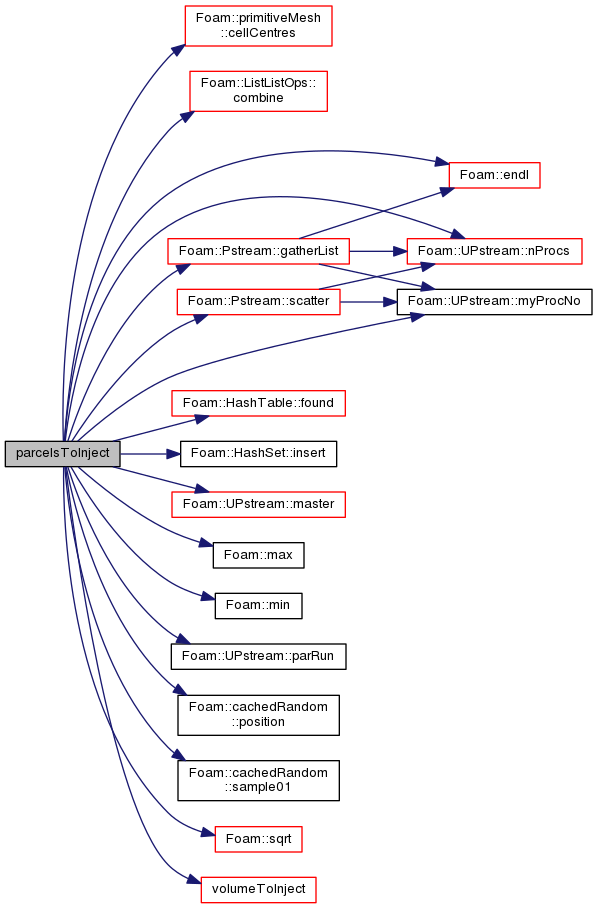 Foam::primitiveMesh
::cellCentres
Foam::ListListOps::
combine
Foam::endl
Foam::Pstream::gatherList
Foam::UPstream::nProcs
Foam::Pstream::scatter
Foam::UPstream::myProcNo
Foam::HashTable::found
parcelsToInject
Foam::HashSet::insert
Foam::UPstream::master
Foam::max
Foam::min
Foam::UPstream::parRun
Foam::cachedRandom
::position
Foam::cachedRandom
::sample01
Foam::sqrt
volumeToInject